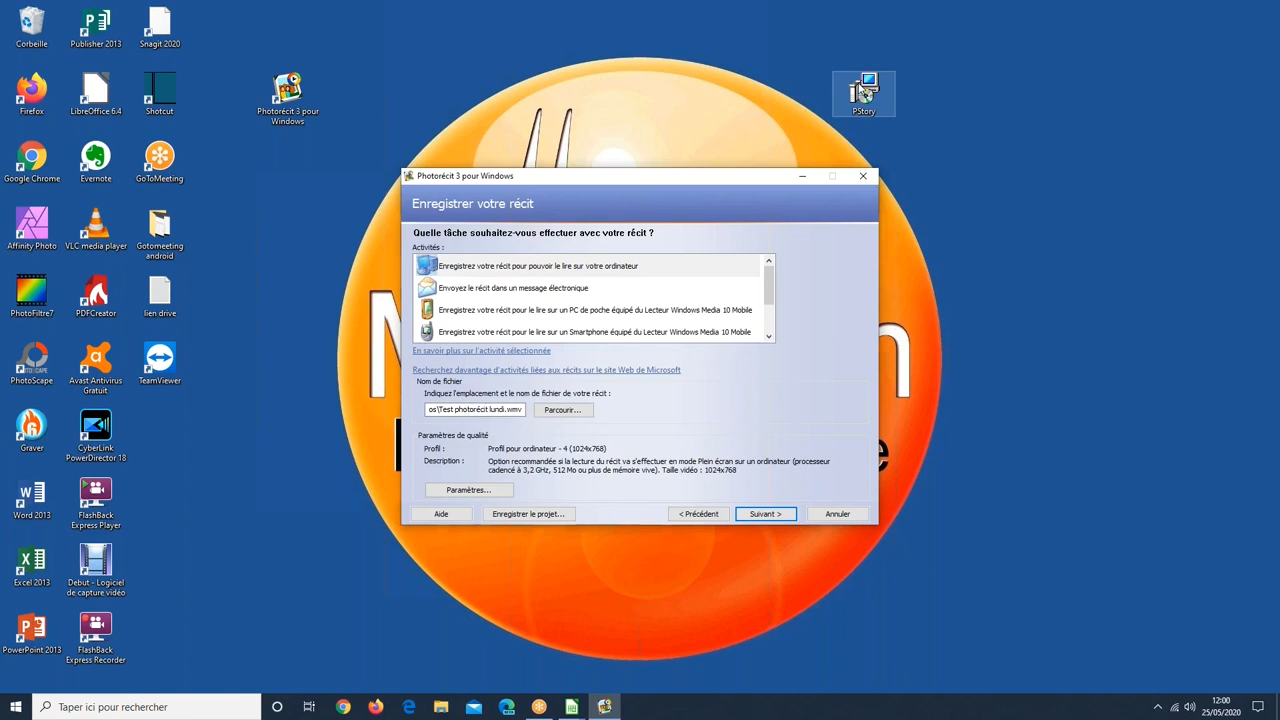 Corbeille
Publisher 2013
Snagit 2020
Firefox
LibreOffice 6.4
Shotcut
Photorécit 3 pour
Windows
PStory
Google Chrome
Evernote
GoToMeeting
Affinity Photo
VLC media player
Gotomeeting
android
PhotoFiltre7
PDFCreator
lien drive
PhotoScape
Avast Antivirus
Gratuit
TeamViewer
Graver
CyberLink
PowerDirector 18
Word 2013
FlashBack
Express Player
Excel 2013
Debut - Logiciel
de capture vidéo
PowerPoint 2013
FlashBack
Express Recorder
Photorécit 3 pour Windows
Enregistrer votre récit
Quelle tâche souhaitez-vous effectuer avec votre récit ?
Activités :
Enregistrez votre récit pour pouvoir le lire sur votre ordinateur
Envoyez le récit dans un message électronique
Enregistrez votre récit pour le lire sur un PC de poche équipé du Lecteur Windows Media 10 Mobile
Enregistrez votre récit pour le lire sur un Smartphone équipé du Lecteur Windows Media 10 Mobile
En savoir plus sur l'activité sélectionnée
Recherchez davantage d'activités liées aux récits sur le site Web de Microsoft
Nom de fichier
Indiquez l'emplacement et le nom de fichier de votre récit :
os\Test photorécit lundi.wmv
Parcourir...
Paramètres de qualité
Profil : Profil pour ordinateur - 4 (1024x768)
Description : Option recommandée si la lecture du récit va s'effectuer en mode Plein écran sur un ordinateur (processeur
cadencé à 3,2 GHz, 512 Mo ou plus de mémoire vive). Taille vidéo : 1024x768
Paramètres...
Aide
Enregistrer le projet...
< Précédent
Suivant >
Annuler
Taper ici pour rechercher
12:00
25/05/2020